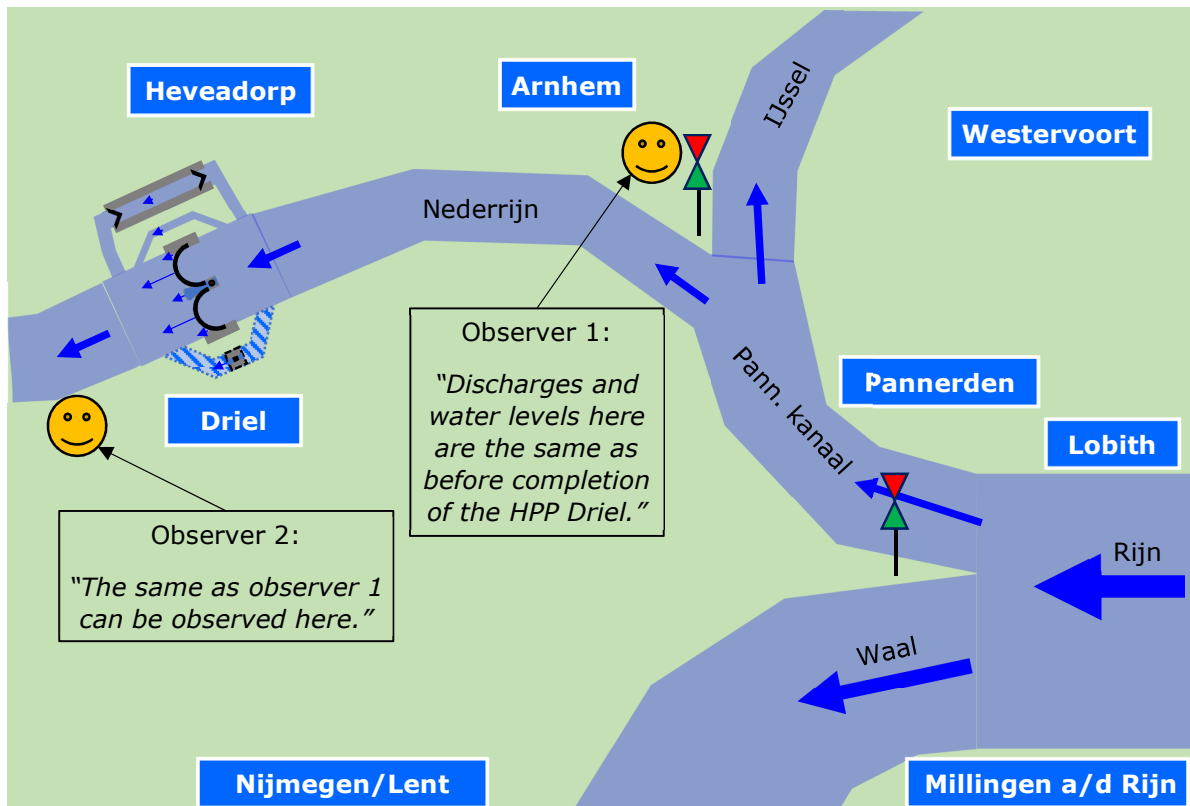 Heveadorp
Arnhem
IJssel
Westervoort
Nederrijn
Observer 1:
“Discharges and
water levels here
are the same as
before completion
of the HPP Driel.”
Pann. kanaal
Pannerden
Driel
Lobith
Observer 2:
“The same as observer 1
can be observed here.”
Rijn
Waal
Nijmegen/Lent
Millingen a/d Rijn